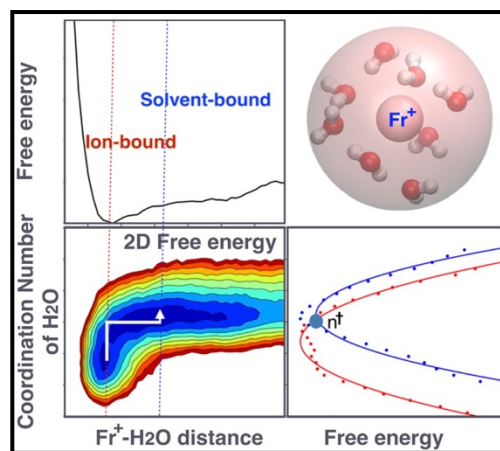 Free energy
Solvent-bound
Ion-bound
Fr+
Coordination Number
of H2O
2D Free energy
n†
Fr+-H2O distance
Free energy